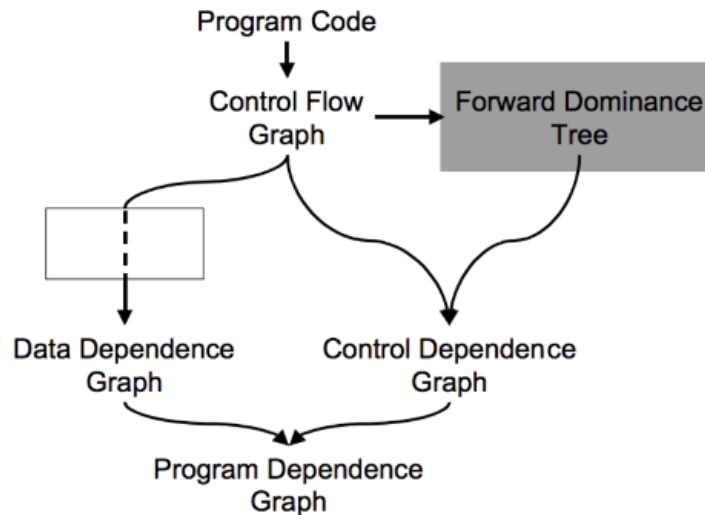 Program Code
Control Flow
Graph
Forward Dominance
Tree
Data Dependence
Graph
Control Dependence
Graph
Program Dependence
Graph